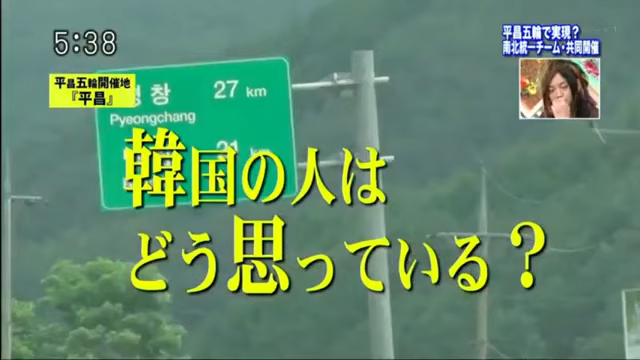 5:38
平昌五輪で実現？
南北統一チーム・共同開催
平昌五輪開催地
『平昌』
창 27 km
Pyeongchang
21 km
韓国の人は
どう思っている？